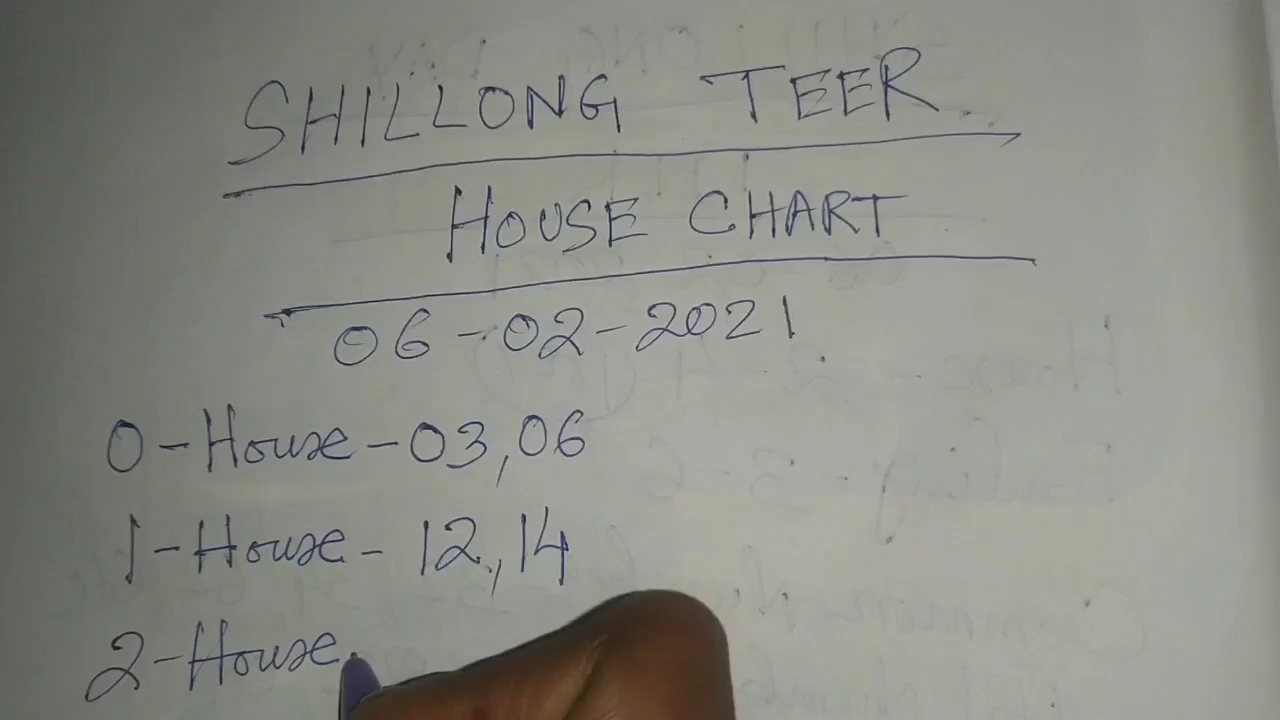 SHILLONG TEER
HOUSE CHART
06-02-2021
0-House-03,06
1-House-12,14
2-House